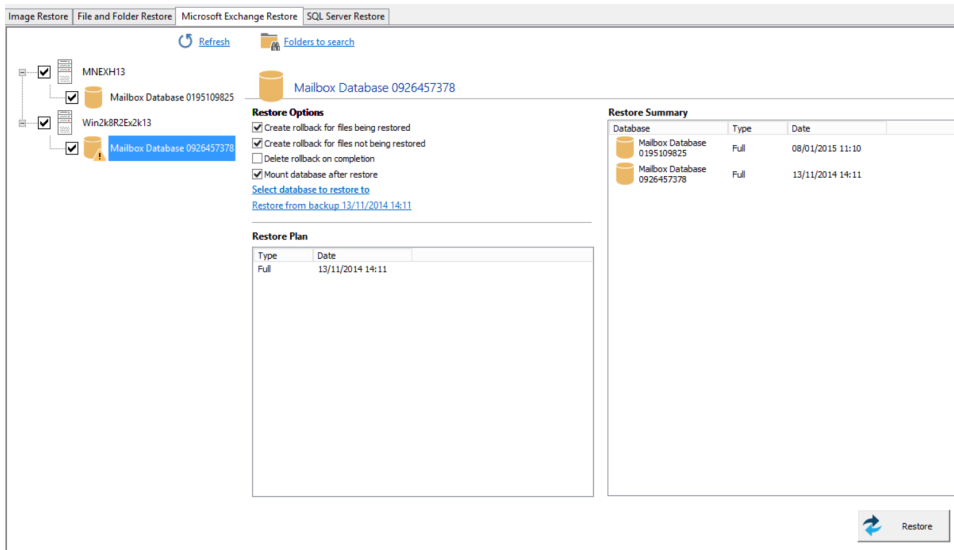 Image Restore File and Folder Restore Microsoft Exchange Restore SQL Server Restore
Refresh Folders to search
MNEXH13
Mailbox Database 0195109825
Win2k8R2Ex2k13
Mailbox Database 0926457378
Mailbox Database 0926457378
Restore Options
Create rollback for files being restored
Create rollback for files not being restored
Delete rollback on completion
Mount database after restore
Select database to restore to
Restore from backup 13/11/2014 14:11
Restore Plan
Type Date
Full 13/11/2014 14:11
Restore Summary
Database Type Date
Mailbox Database
0195109825 Full 08/01/2015 11:10
Mailbox Database
0926457378 Full 13/11/2014 14:11
Restore